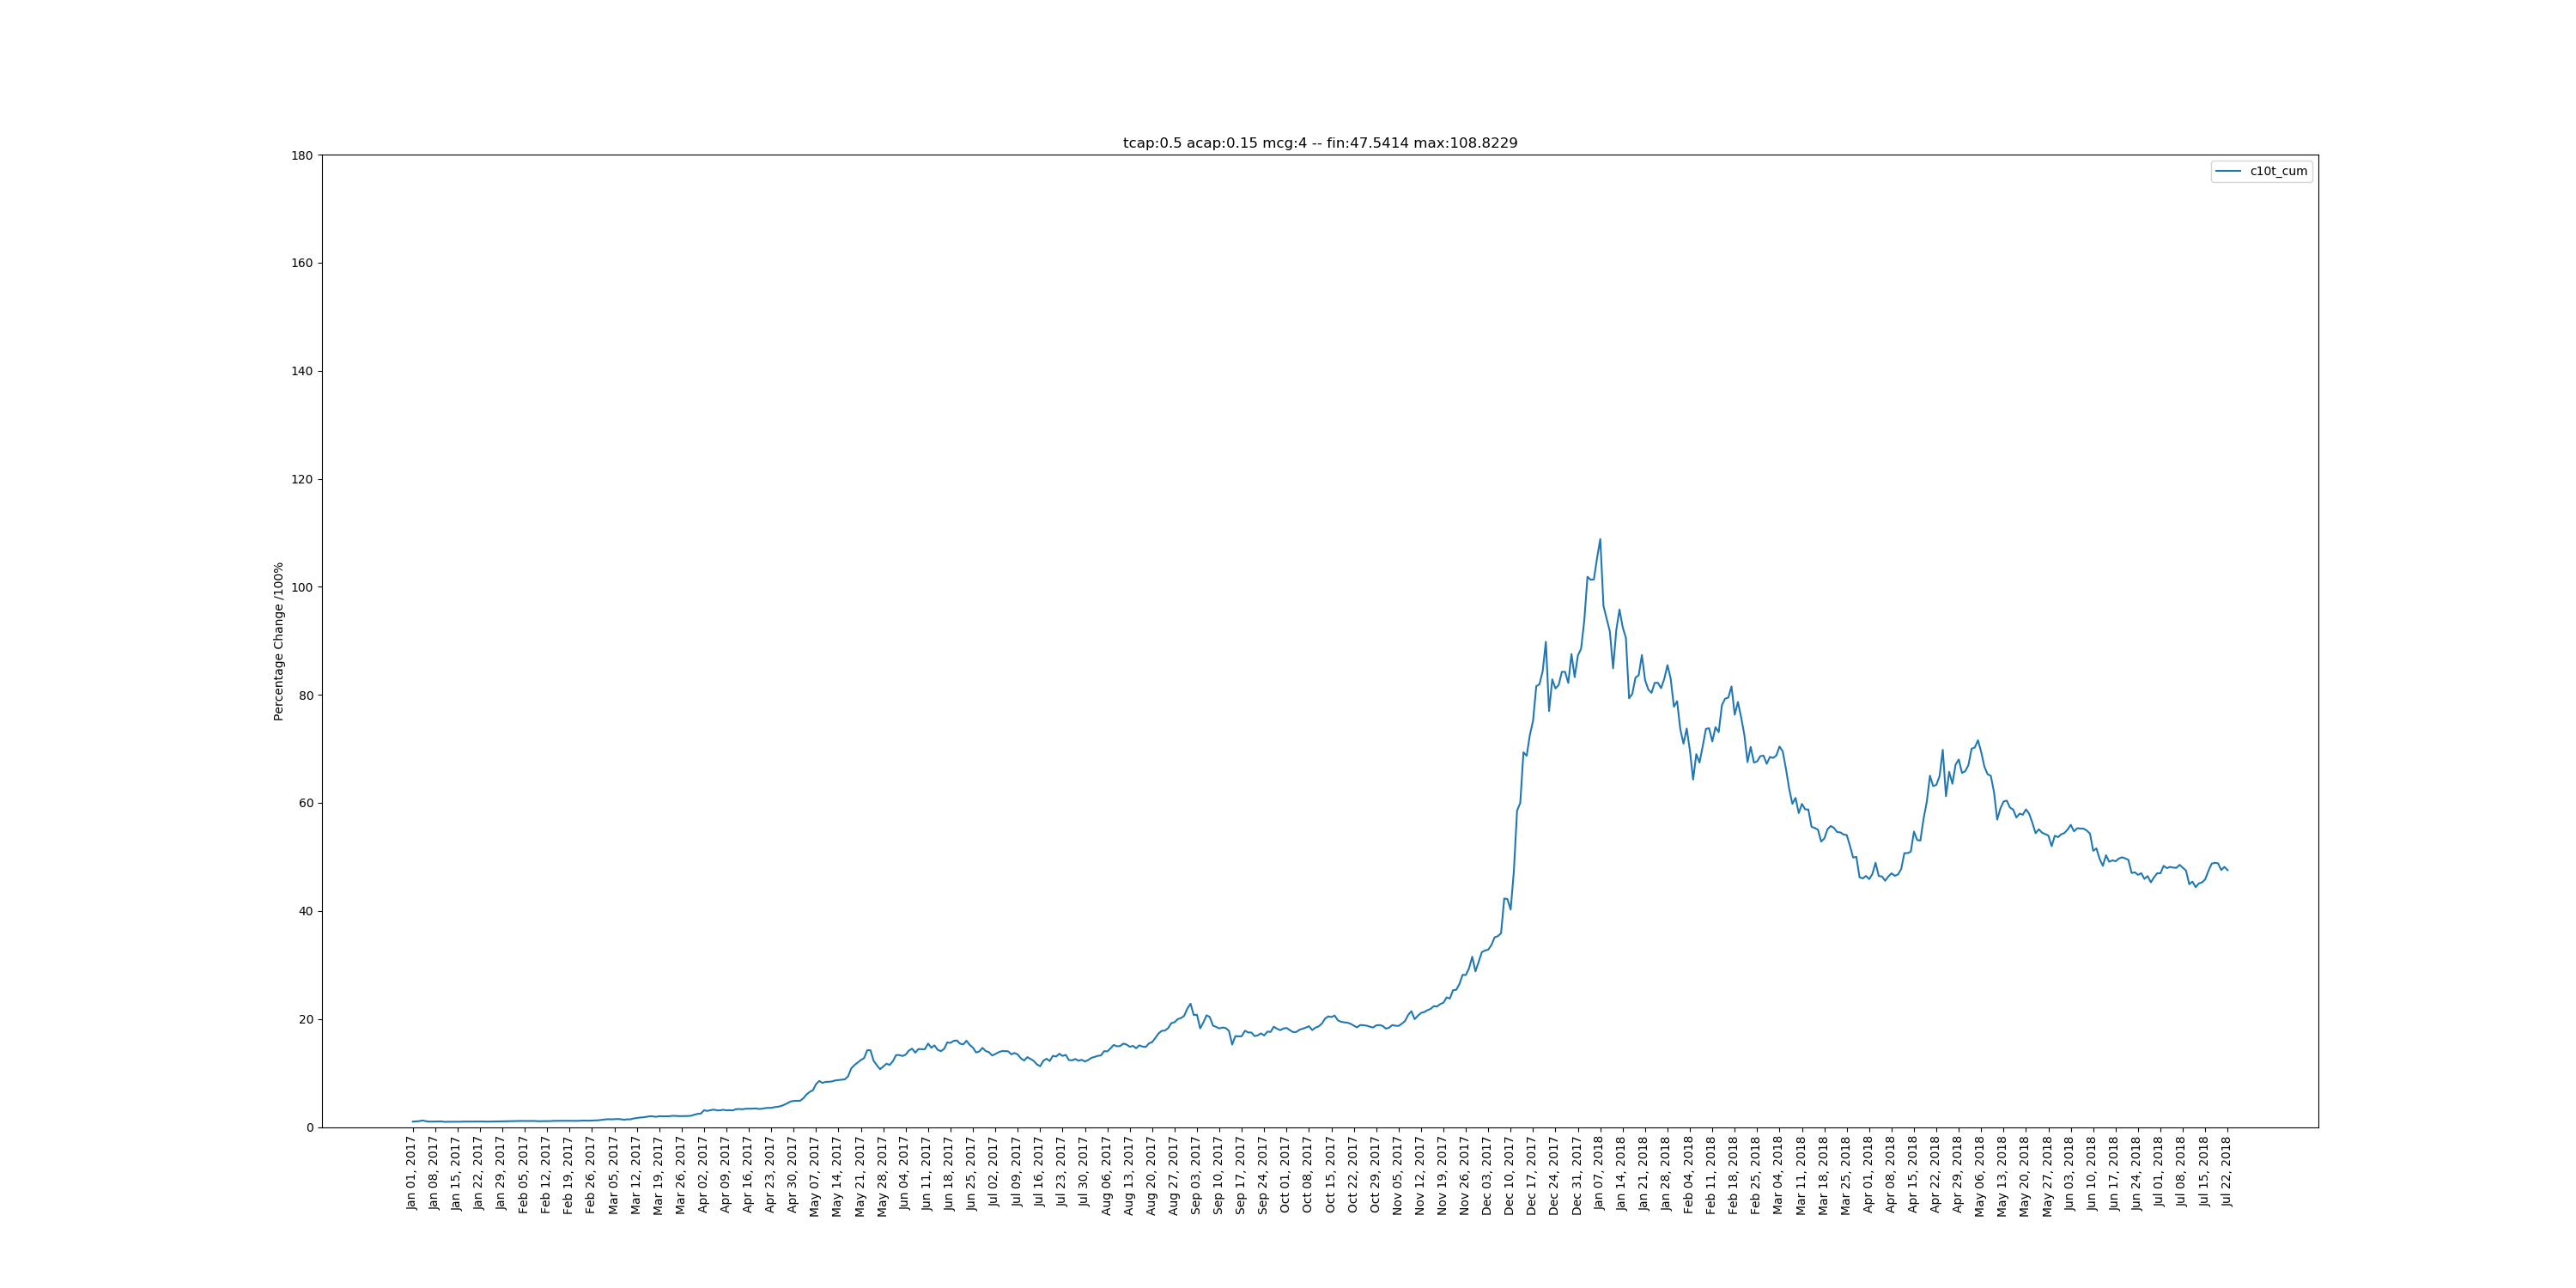 tcap:0.5 acap:0.15 mcg:4 -- fin:47.5414 max:108.8229
c10t_cum
Percentage Change /100%
180
160
140
120
100
80
60
40
20
0
Jan 01, 2017
Jan 08, 2017
Jan 15, 2017
Jan 22, 2017
Jan 29, 2017
Feb 05, 2017
Feb 12, 2017
Feb 19, 2017
Feb 26, 2017
Mar 05, 2017
Mar 12, 2017
Mar 19, 2017
Mar 26, 2017
Apr 02, 2017
Apr 09, 2017
Apr 16, 2017
Apr 23, 2017
Apr 30, 2017
May 07, 2017
May 14, 2017
May 21, 2017
May 28, 2017
Jun 04, 2017
Jun 11, 2017
Jun 18, 2017
Jun 25, 2017
Jul 02, 2017
Jul 09, 2017
Jul 16, 2017
Jul 23, 2017
Jul 30, 2017
Aug 06, 2017
Aug 13, 2017
Aug 20, 2017
Aug 27, 2017
Sep 03, 2017
Sep 10, 2017
Sep 17, 2017
Sep 24, 2017
Oct 01, 2017
Oct 08, 2017
Oct 15, 2017
Oct 22, 2017
Oct 29, 2017
Nov 05, 2017
Nov 12, 2017
Nov 19, 2017
Nov 26, 2017
Dec 03, 2017
Dec 10, 2017
Dec 17, 2017
Dec 24, 2017
Dec 31, 2017
Jan 07, 2018
Jan 14, 2018
Jan 21, 2018
Jan 28, 2018
Feb 04, 2018
Feb 11, 2018
Feb 18, 2018
Feb 25, 2018
Mar 04, 2018
Mar 11, 2018
Mar 18, 2018
Mar 25, 2018
Apr 01, 2018
Apr 08, 2018
Apr 15, 2018
Apr 22, 2018
Apr 29, 2018
May 06, 2018
May 13, 2018
May 20, 2018
May 27, 2018
Jun 03, 2018
Jun 10, 2018
Jun 17, 2018
Jun 24, 2018
Jul 01, 2018
Jul 08, 2018
Jul 15, 2018
Jul 22, 2018